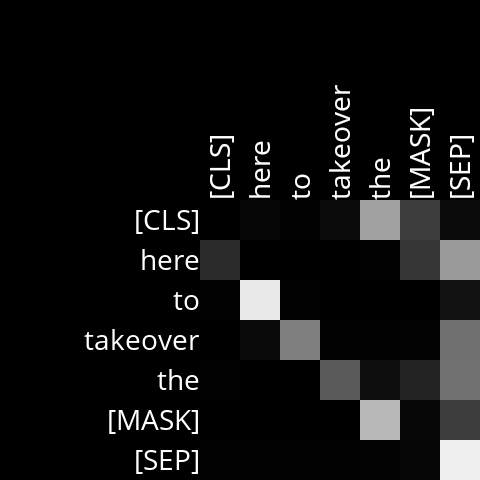 [CLS] here to takeover the [MASK] [SEP]
[CLS]
here
to
takeover
the
[MASK]
[SEP]